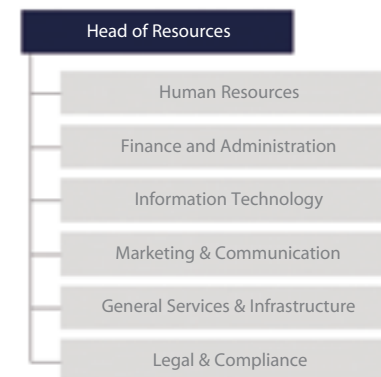 Head of Resources
Human Resources
Finance and Administration
Information Technology
Marketing & Communication
General Services & Infrastructure
Legal & Compliance